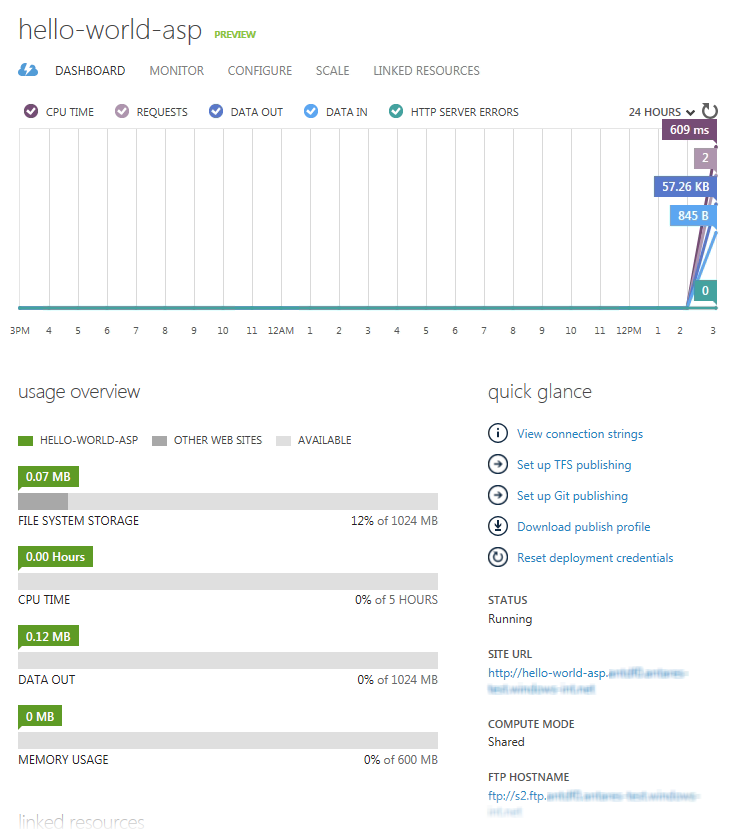 hello-world-asp PREVIEW
DASHBOARD MONITOR CONFIGURE SCALE LINKED RESOURCES
CPU TIME REQUESTS DATA OUT DATA IN HTTP SERVER ERRORS 24 HOURS
609 ms
2
57.26 KB
845 B
0
3PM 4 5 6 7 8 9 10 11 12AM 1 2 3 4 5 6 7 8 9 10 11 12PM 1 2 3
usage overview
HELLO-WORLD-ASP OTHER WEB SITES AVAILABLE
0.07 MB
FILE SYSTEM STORAGE 12% of 1024 MB
0.00 Hours
CPU TIME 0% of 5 HOURS
0.12 MB
DATA OUT 0% of 1024 MB
0 MB
MEMORY USAGE 0% of 600 MB
linked resources
quick glance
View connection strings
Set up TFS publishing
Set up Git publishing
Download publish profile
Reset deployment credentials
STATUS
Running
SITE URL
http://hello-world-asp.
COMPUTE MODE
Shared
FTP HOSTNAME
ftp://s2.ftp.